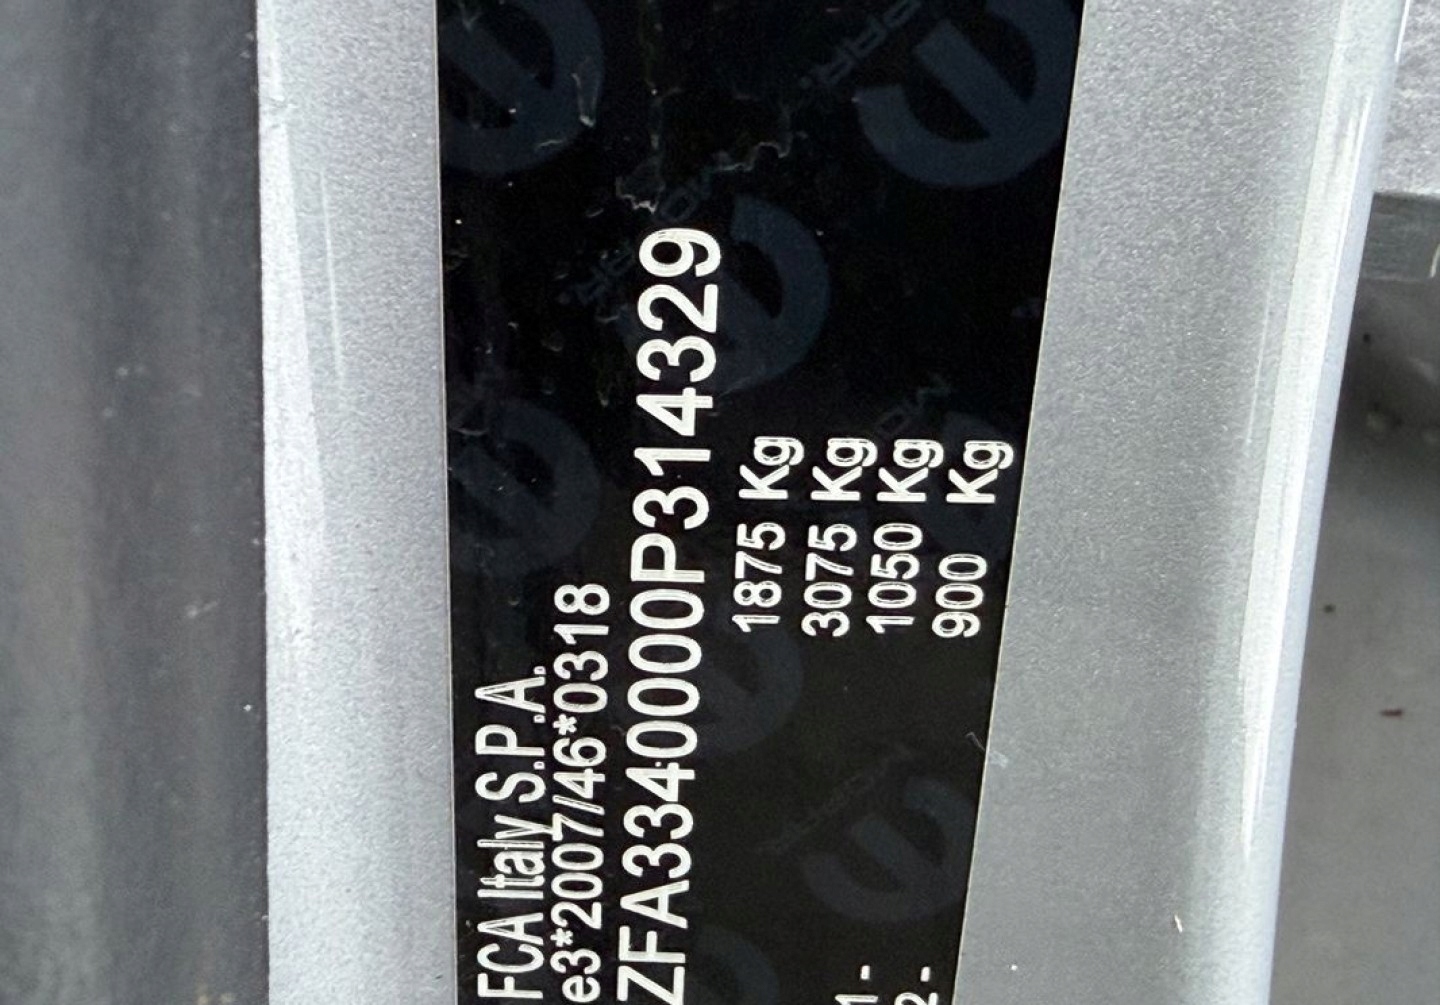 FCA Italy S.P.A.
e3*2007/46*0318
ZFA3340000P314329
1875 Kg
3075 Kg
1- 1050 Kg
2- 900 Kg